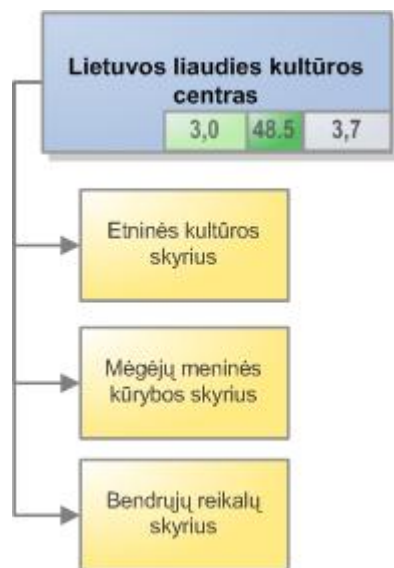 Lietuvos liaudies kultūros
centras
3,0 48.5 3,7
Etninės kultūros
skyrius
Mėgėjų meninės
kūrybos skyrius
Bendrųjų reikalų
skyrius